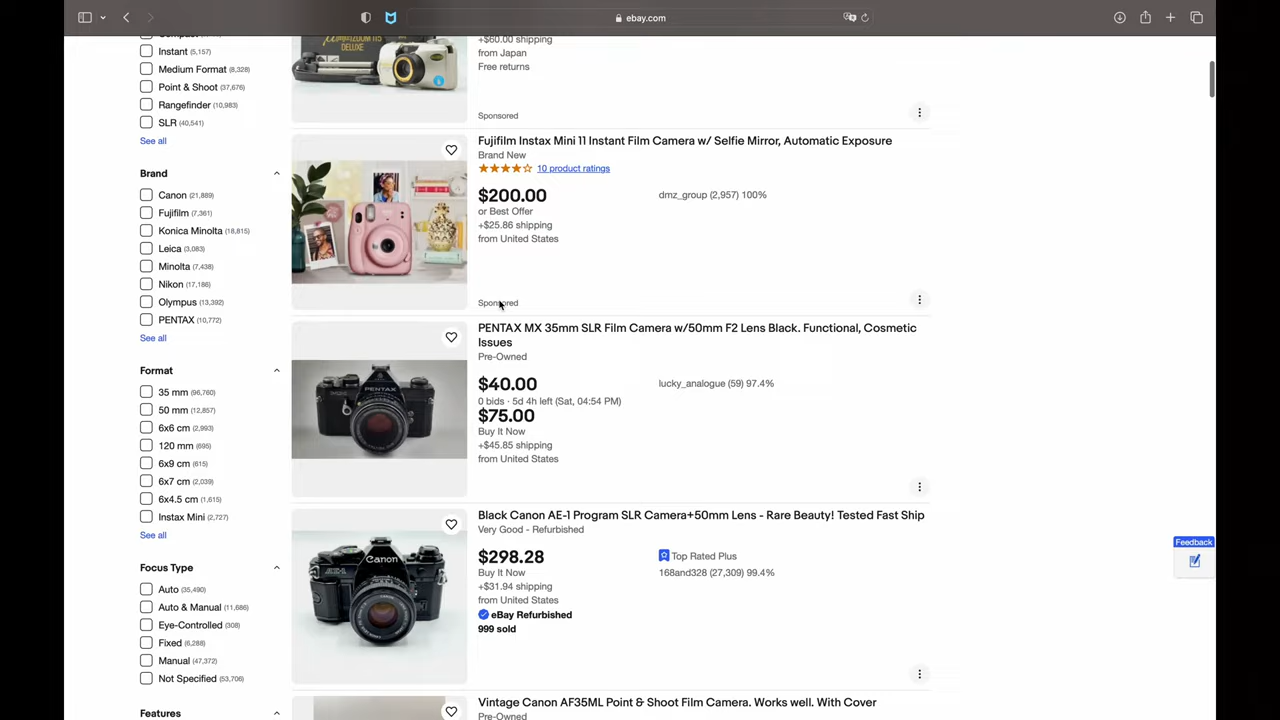 ebay.com
Instant (5,157)
Medium Format (8,328)
Point & Shoot (37,676)
Rangefinder (10,983)
SLR (40,541)
See all
Brand
Canon (21,889)
Fujifilm (7,361)
Konica Minolta (18,815)
Leica (3,083)
Minolta (7,438)
Nikon (17,186)
Olympus (13,392)
PENTAX (10,772)
See all
Format
35 mm (96,760)
50 mm (12,857)
6x6 cm (2,993)
120 mm (695)
6x9 cm (615)
6x7 cm (2,039)
6x4.5 cm (1,615)
Instax Mini (2,727)
See all
Focus Type
Auto (35,490)
Auto & Manual (11,686)
Eye-Controlled (308)
Fixed (6,288)
Manual (47,372)
Not Specified (53,706)
Features
DELUXE
+$60.00 shipping
from Japan
Free returns
Sponsored
Fujifilm Instax Mini 11 Instant Film Camera w/ Selfie Mirror, Automatic Exposure
Brand New
10 product ratings
$200.00
dmz_group (2,957) 100%
or Best Offer
+$25.86 shipping
from United States
Sponsored
PENTAX MX 35mm SLR Film Camera w/50mm F2 Lens Black. Functional, Cosmetic
Issues
Pre-Owned
PENTAX
$40.00
lucky_analogue (59) 97.4%
0 bids · 5d 4h left (Sat, 04:54 PM)
$75.00
Buy It Now
+$45.85 shipping
from United States
Black Canon AE-1 Program SLR Camera+50mm Lens - Rare Beauty! Tested Fast Ship
Very Good - Refurbished
Canon
$298.28
Top Rated Plus
Buy It Now
168and328 (27,309) 99.4%
+$31.94 shipping
from United States
eBay Refurbished
999 sold
Vintage Canon AF35ML Point & Shoot Film Camera. Works well. With Cover
Pre-Owned
Feedback